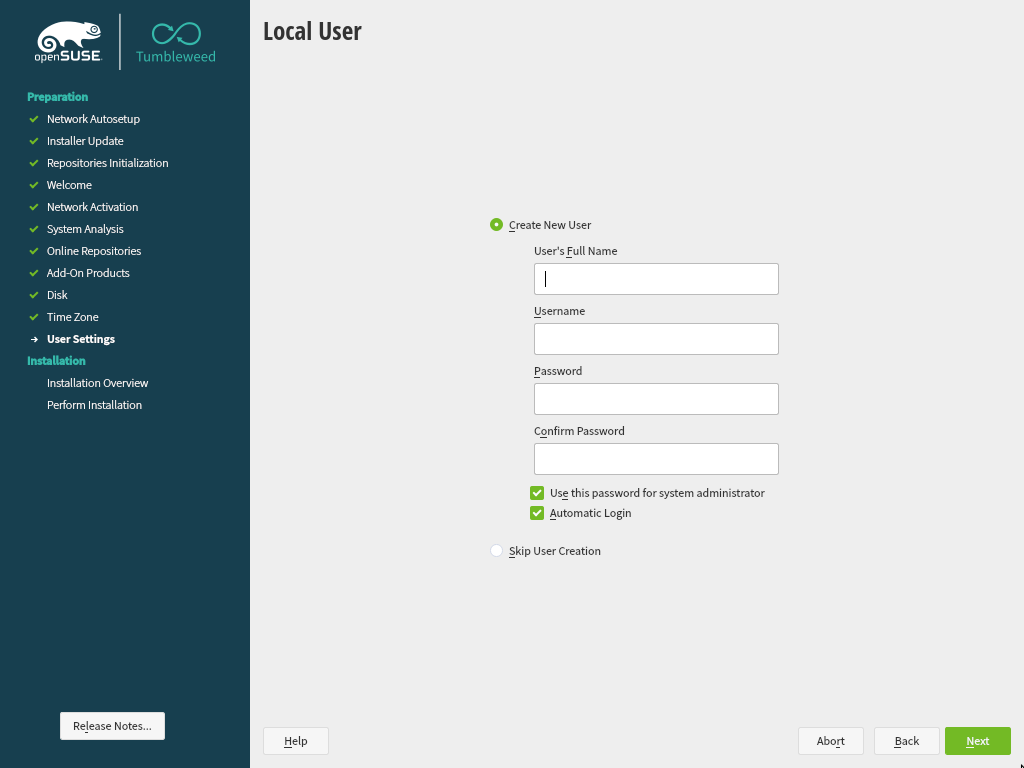 openSUSE
Tumbleweed
Preparation
Network Autosetup
Installer Update
Repositories Initialization
Welcome
Network Activation
System Analysis
Online Repositories
Add-On Products
Disk
Time Zone
User Settings
Installation
Installation Overview
Perform Installation
Release Notes...
Local User
Create New User
User's Full Name
Username
Password
Confirm Password
Use this password for system administrator
Automatic Login
Skip User Creation
Help
Abort
Back
Next